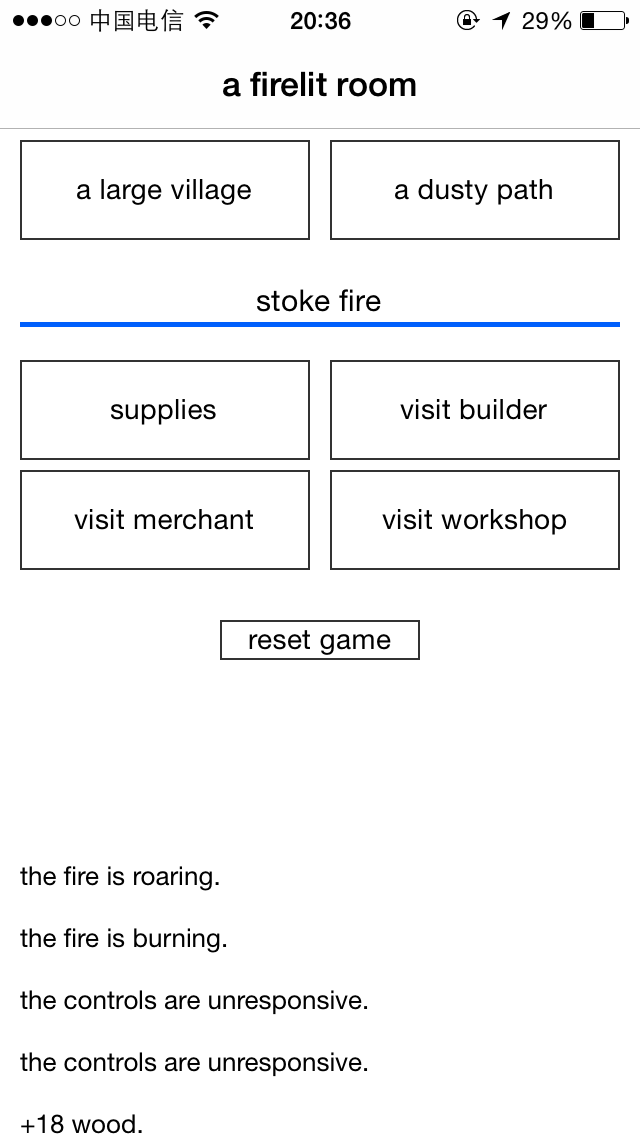 中国电信 20:36 29%
a firelit room
a large village a dusty path
stoke fire
supplies visit builder
visit merchant visit workshop
reset game
the fire is roaring.
the fire is burning.
the controls are unresponsive.
the controls are unresponsive.
+18 wood.